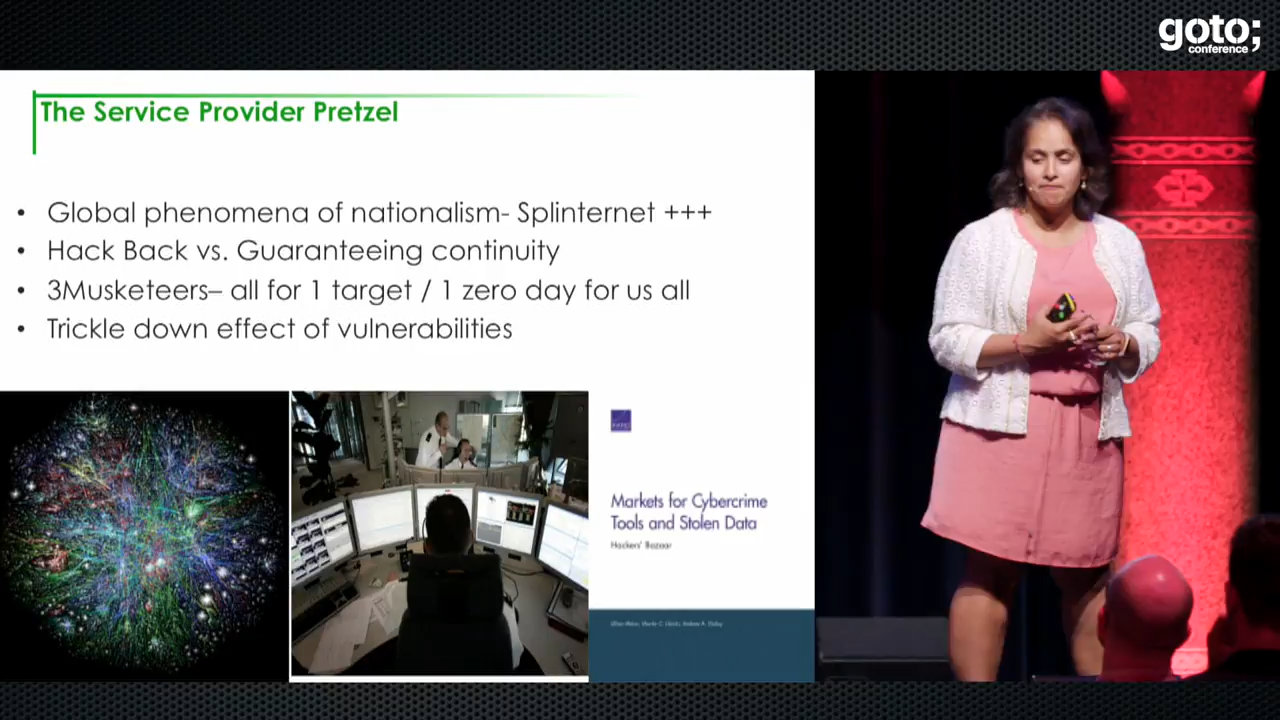 goto;
conference
The Service Provider Pretzel
• Global phenomena of nationalism- Splinternet +++
• Hack Back vs. Guaranteeing continuity
• 3Musketeers– all for 1 target / 1 zero day for us all
• Trickle down effect of vulnerabilities
Markets for Cybercrime
Tools and Stolen Data
Hackers' Bazaar